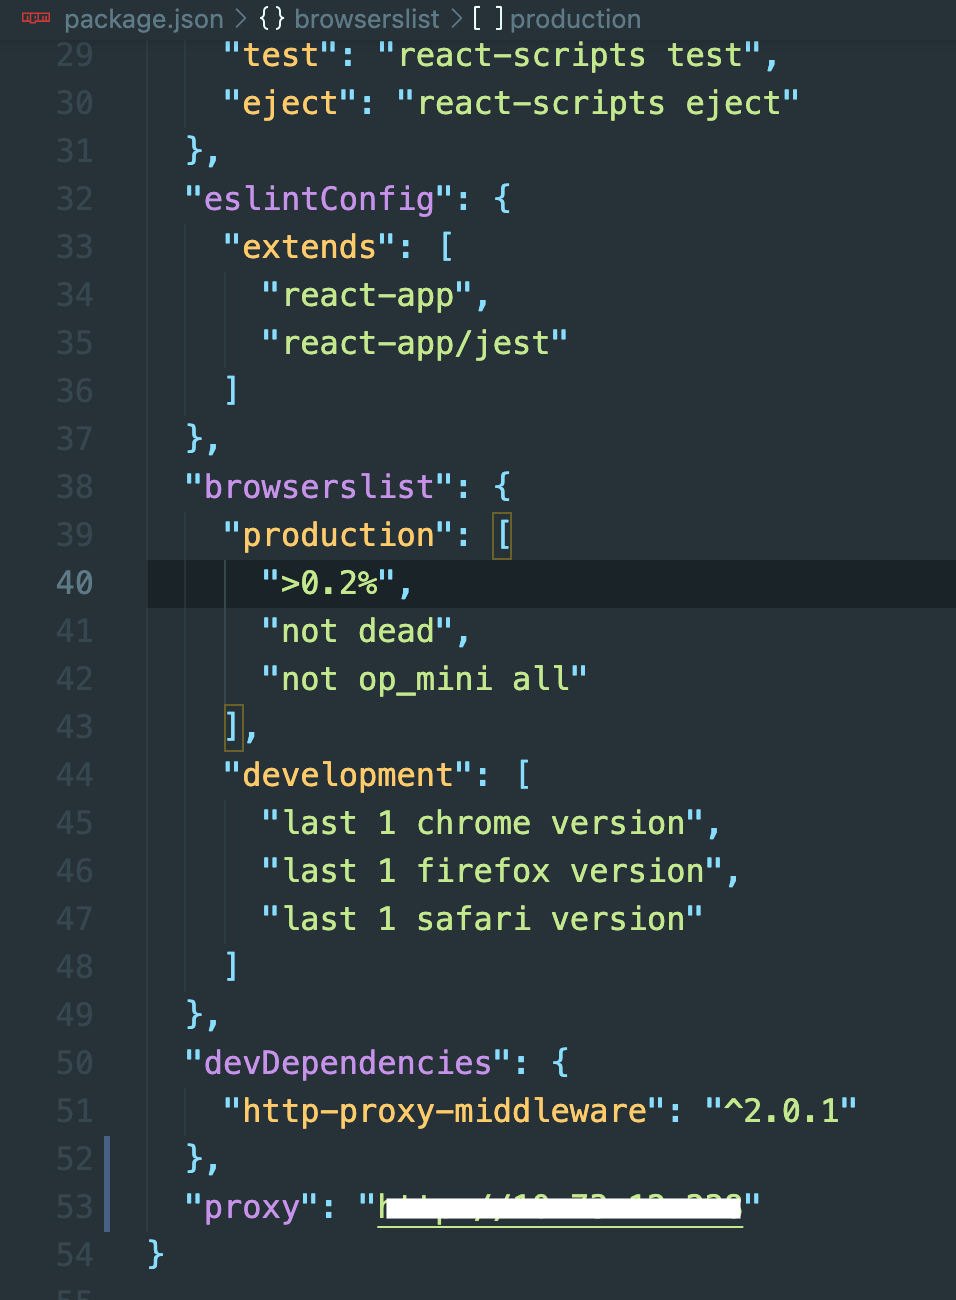 package.json > {} browserslist > [ ] production
29 "test": "react-scripts test",
30 "eject": "react-scripts eject"
31 },
32 "eslintConfig": {
33 "extends": [
34 "react-app",
35 "react-app/jest"
36 ]
37 },
38 "browserslist": {
39 "production": [
40 ">0.2%",
41 "not dead",
42 "not op_mini all"
43 ],
44 "development": [
45 "last 1 chrome version",
46 "last 1 firefox version",
47 "last 1 safari version"
48 ]
49 },
50 "devDependencies": {
51 "http-proxy-middleware": "^2.0.1"
52 },
53 "proxy": ""
54 }